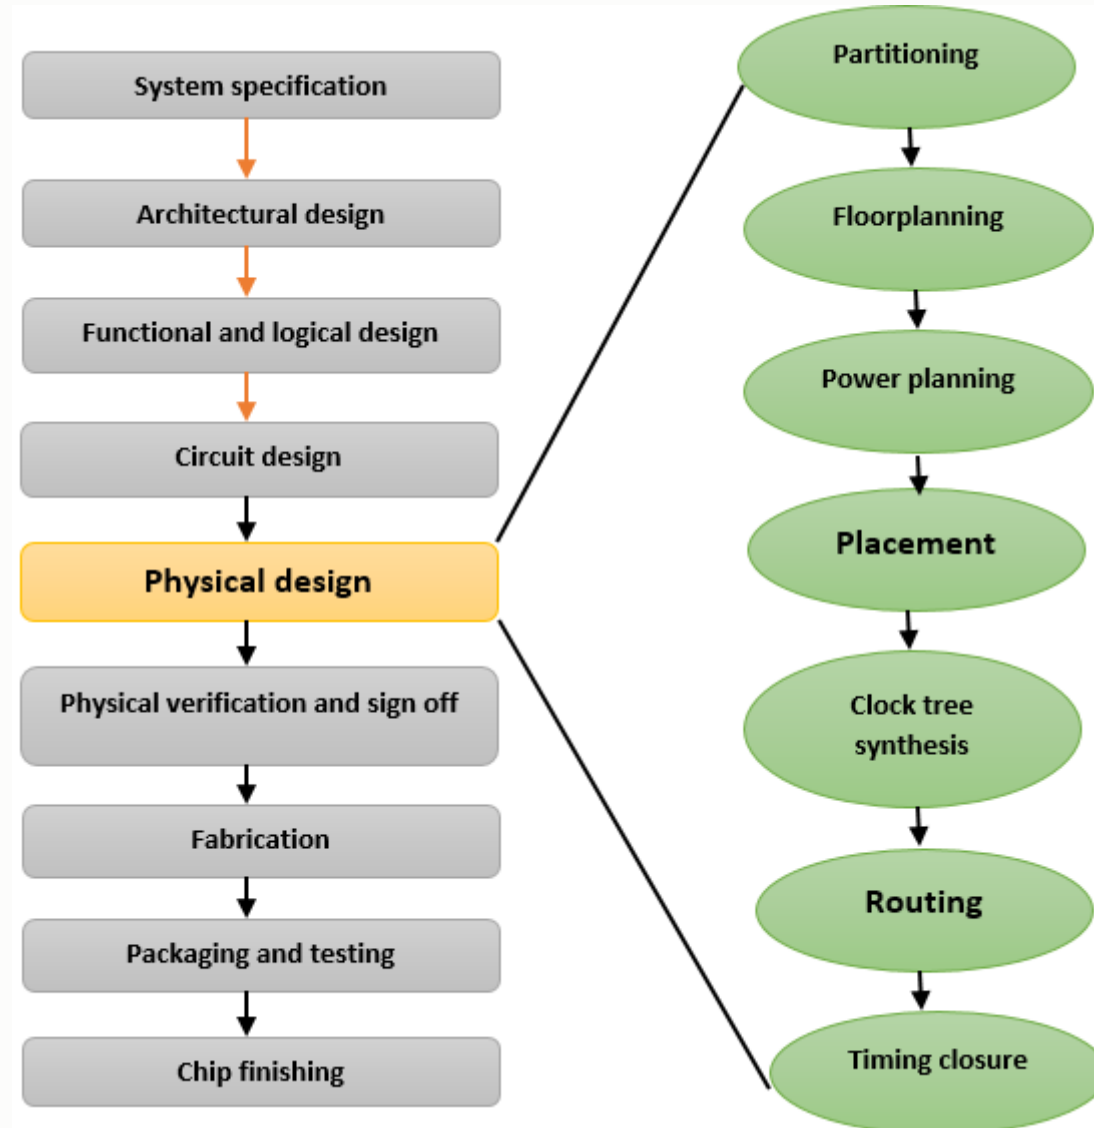 System specification
Architectural design
Functional and logical design
Circuit design
Physical design
Physical verification and sign off
Fabrication
Packaging and testing
Chip finishing
Partitioning
Floorplanning
Power planning
Placement
Clock tree
synthesis
Routing
Timing closure